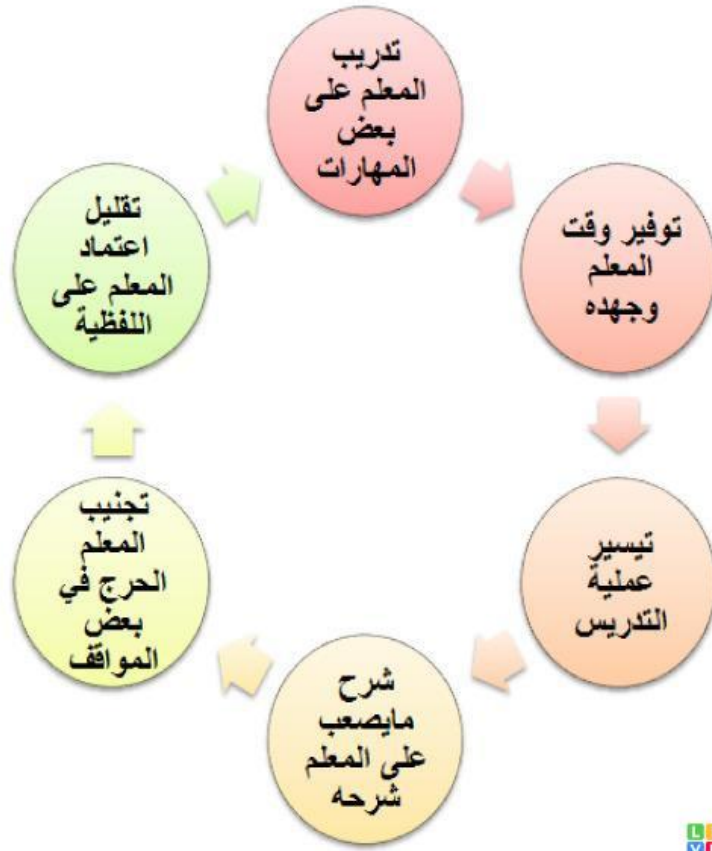 تدريب
المعلم على
بعض
المهارات
توفير وقت
المعلم
وجهده
تيسير
عملية
التدريس
شرح
مايصعب
على المعلم
شرحه
تجنيب
المعلم
الحرج في
بعض
المواقف
تقليل
اعتماد
المعلم على
اللفظية